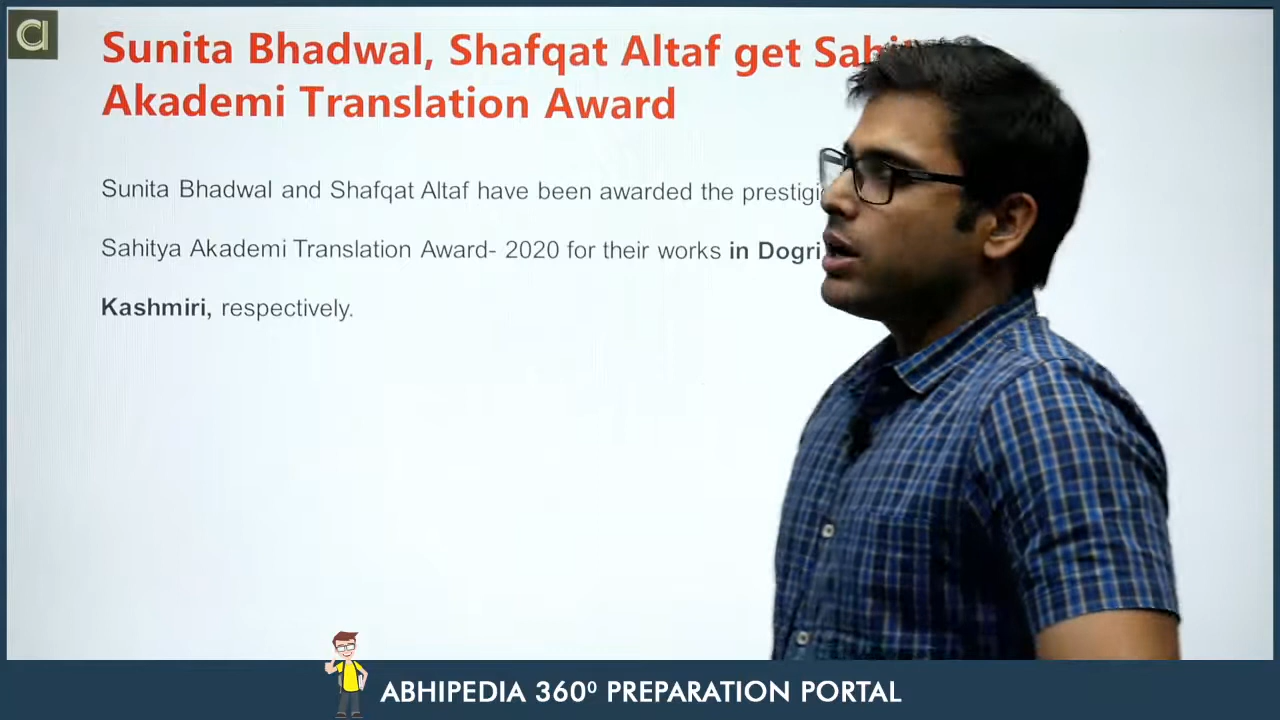 Sunita Bhadwal, Shafqat Altaf get
Akademi Translation Award
Sunita Bhadwal and Shafqat Altaf have been awarded the
Sahitya Akademi Translation Award- 2020 for their works in Dogri
Kashmiri, respectively.
ABHIPEDIA 360⁰ PREPARATION PORTAL